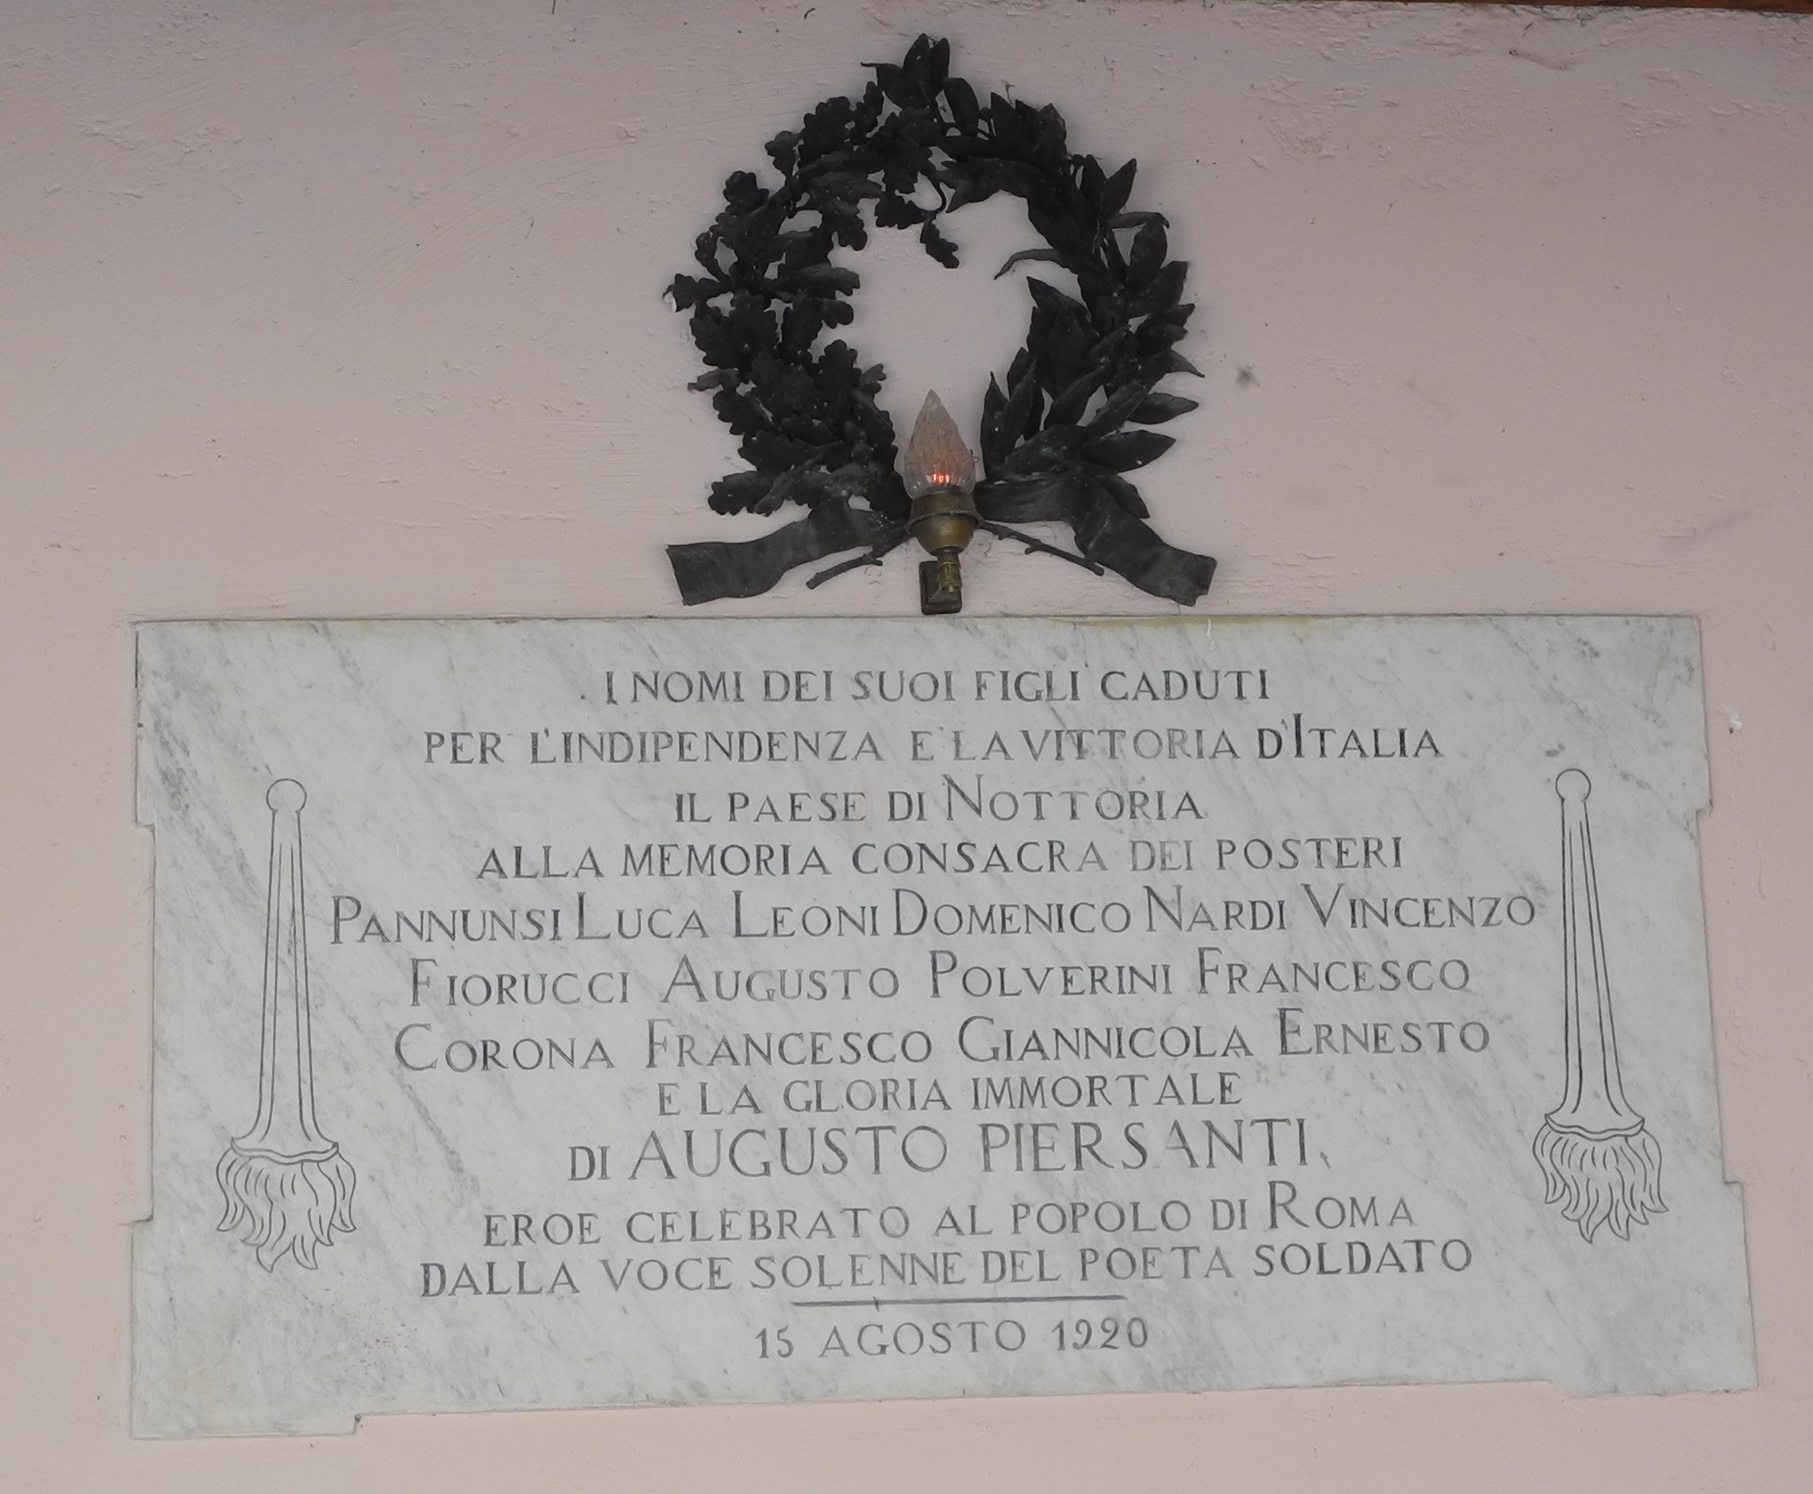 I NOMI DEI SUOI FIGLI CADUTI
PER L'INDIPENDENZA E LA VITTORIA D'ITALIA
IL PAESE DI NOTTORIA
ALLA MEMORIA CONSACRA DEI POSTERI
PANNUNSI LUCA LEONI DOMENICO NARDI VINCENZO
FIORUCCI AUGUSTO POLVERINI FRANCESCO
CORONA FRANCESCO GIANNICOLA ERNESTO
E LA GLORIA IMMORTALE
DI AUGUSTO PIERSANTI,
EROE CELEBRATO AL POPOLO DI ROMA
DALLA VOCE SOLENNE DEL POETA SOLDATO
15 AGOSTO 1920